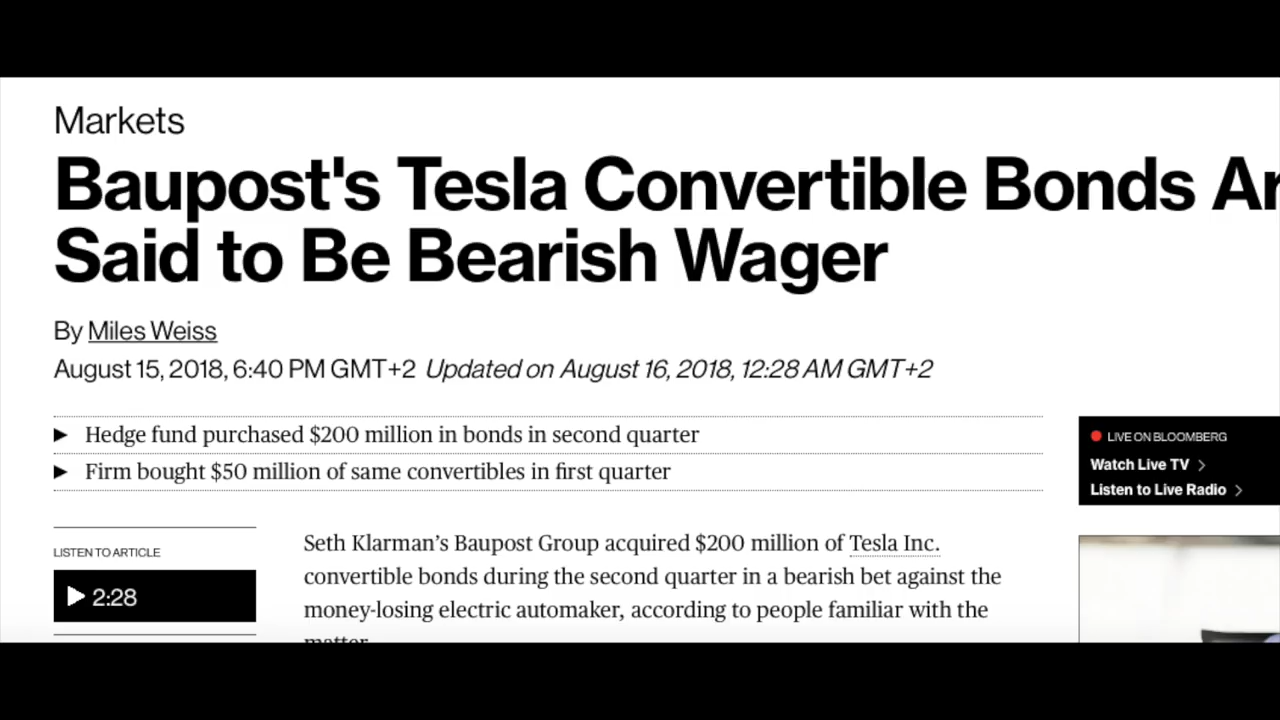 Markets
Baupost's Tesla Convertible Bonds
Said to Be Bearish Wager
By Miles Weiss
August 15, 2018, 6:40 PM GMT+2 Updated on August 16, 2018, 12:28 AM GMT+2
► Hedge fund purchased $200 million in bonds in second quarter
► Firm bought $50 million of same convertibles in first quarter
LIVE ON BLOOMBERG
Watch Live TV >
Listen to Live Radio >
LISTEN TO ARTICLE
2:28
Seth Klarman’s Baupost Group acquired $200 million of Tesla Inc.
convertible bonds during the second quarter in a bearish bet against the
money-losing electric automaker, according to people familiar with the
matter.